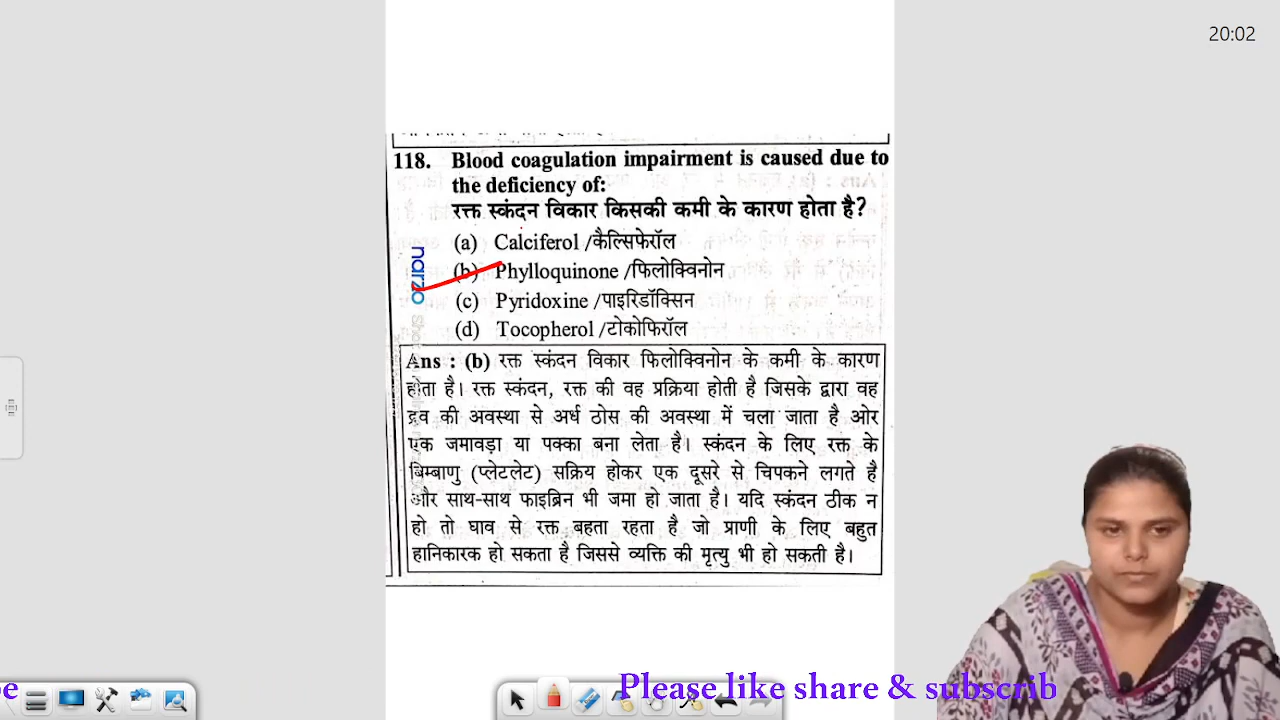 20:02
118. Blood coagulation impairment is caused due to
the deficiency of:
रक्त स्कंदन विकार किसकी कमी के कारण होता है?
(a) Calciferol /कैल्सिफेरॉल
(b) Phylloquinone /फिलोक्विनोन
(c) Pyridoxine /पाइरिडॉक्सिन
(d) Tocopherol /टोकोफिरॉल
narzo
Ans : (b) रक्त स्कंदन विकार फिलोक्विनोन के कमी के कारण
होता है। रक्त स्कंदन, रक्त की वह प्रक्रिया होती है जिसके द्वारा वह
द्रव की अवस्था से अर्ध ठोस की अवस्था में चला जाता है ओर
एक जमावड़ा या पक्का बना लेता है। स्कंदन के लिए रक्त के
बिम्बाणु (प्लेटलेट) सक्रिय होकर एक दूसरे से चिपकने लगते है
और साथ-साथ फाइब्रिन भी जमा हो जाता है। यदि स्कंदन ठीक न
हो तो घाव से रक्त बहता रहता है जो प्राणी के लिए बहुत
हानिकारक हो सकता है जिससे व्यक्ति की मृत्यु भी हो सकती है।
Please like share & subscrib